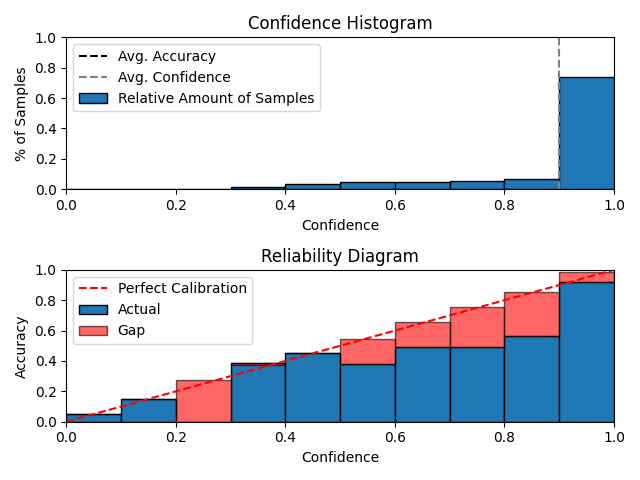 Confidence Histogram
1.0
0.8
0.6
0.4
0.2
0.0
% of Samples
Avg. Accuracy
Avg. Confidence
Relative Amount of Samples
0.0 0.2 0.4 0.6 0.8 1.0
Confidence
Reliability Diagram
1.0
0.8
0.6
0.4
0.2
0.0
Accuracy
Perfect Calibration
Actual
Gap
0.0 0.2 0.4 0.6 0.8 1.0
Confidence